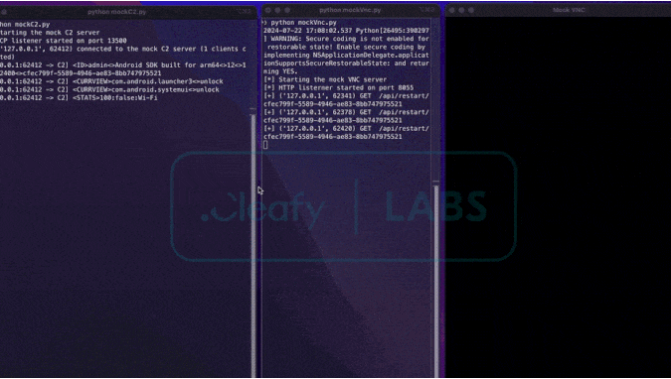 python mockC2.py
hon mockC2.py
tarting the mock C2 server
CP listener started on port 13500
'127.0.0.1', 62412) connected to the mock C2 server (1 clients c
ted)
0.0.1:62412 -> C2] <ID>admin<>Android SDK built for arm64<>12<>1
2400<>cfec799f-5589-4946-ae83-8bb747975521
0.0.1:62412 -> C2] <CURRVIEW>com.android.launcher3<>unlock
0.0.1:62412 -> C2] <CURRVIEW>com.android.systemui<>unlock
0.0.1:62412 -> C2] <STATS>100:false:Wi-Fi
python mockVnc.py
python mockVnc.py
2024-07-22 17:08:02.537 Python[26495:390297
] WARNING: Secure coding is not enabled for
restorable state! Enable secure coding by
implementing NSApplicationDelegate.applicat
ionSupportsSecureRestorableState: and retur
ning YES.
[*] Starting the mock VNC server
[*] HTTP listener started on port 8055
[+] ('127.0.0.1', 62341) GET /api/restart/
cfec799f-5589-4946-ae83-8bb747975521
[+] ('127.0.0.1', 62378) GET /api/restart/
cfec799f-5589-4946-ae83-8bb747975521
[+] ('127.0.0.1', 62420) GET /api/restart/
cfec799f-5589-4946-ae83-8bb747975521
Mock VNC
.Cleafy | LABS